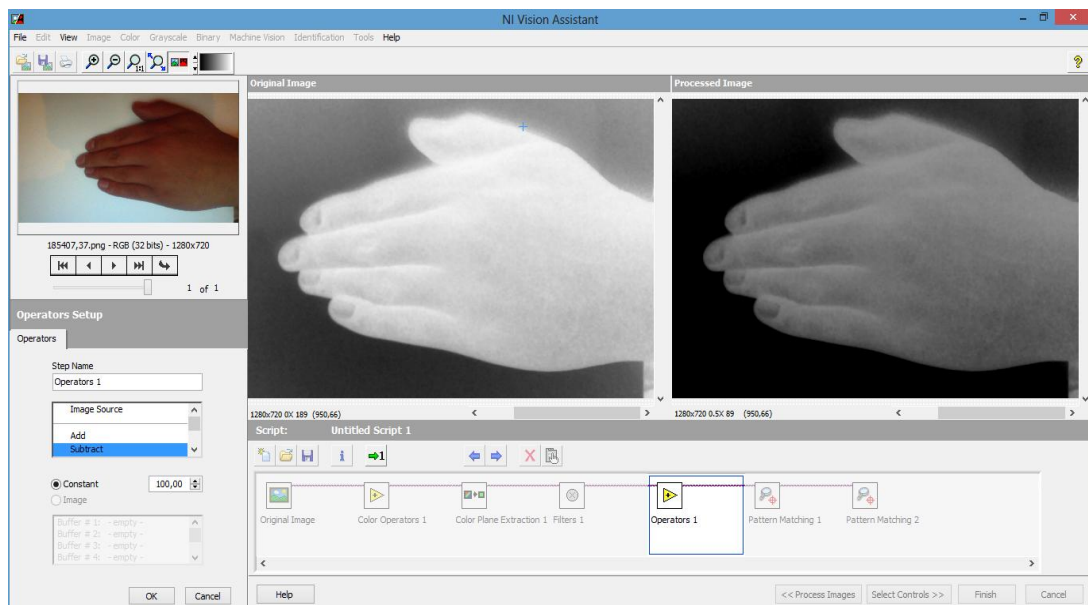 NI Vision Assistant
File Edit View Image Color Grayscale Binary Machine Vision Identification Tools Help
1:1
Original Image
Processed Image
185407,37.png - RGB (32 bits) - 1280x720
1 of 1
Operators Setup
Operators
Step Name
Operators 1
Image Source
Add
Subtract
Constant 100,00
Image
Buffer # 1: - empty -
Buffer # 2: - empty -
Buffer # 3: - empty -
Buffer # 4: - empty -
OK Cancel
1280x720 0X 189 (950,66)
1280x720 0.5X 89 (950,66)
Script: Untitled Script 1
1
Original Image
Color Operators 1
Color Plane Extraction 1
Filters 1
Operators 1
Pattern Matching 1
Pattern Matching 2
Help
<< Process Images
Select Controls >>
Finish
Cancel